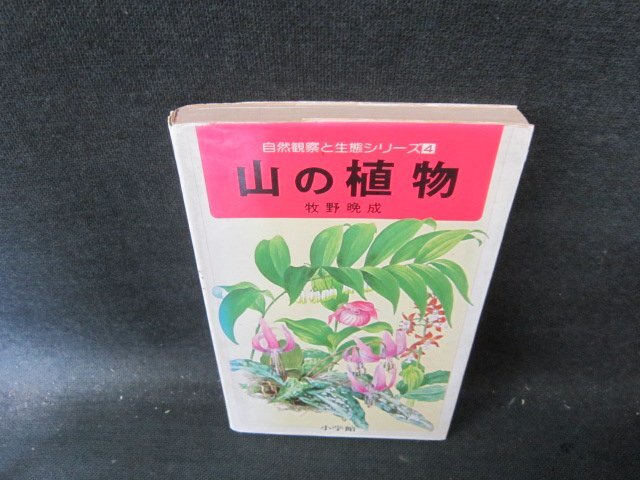 自然観察と生態シリーズ4
山の植物
牧野晩成
小学館